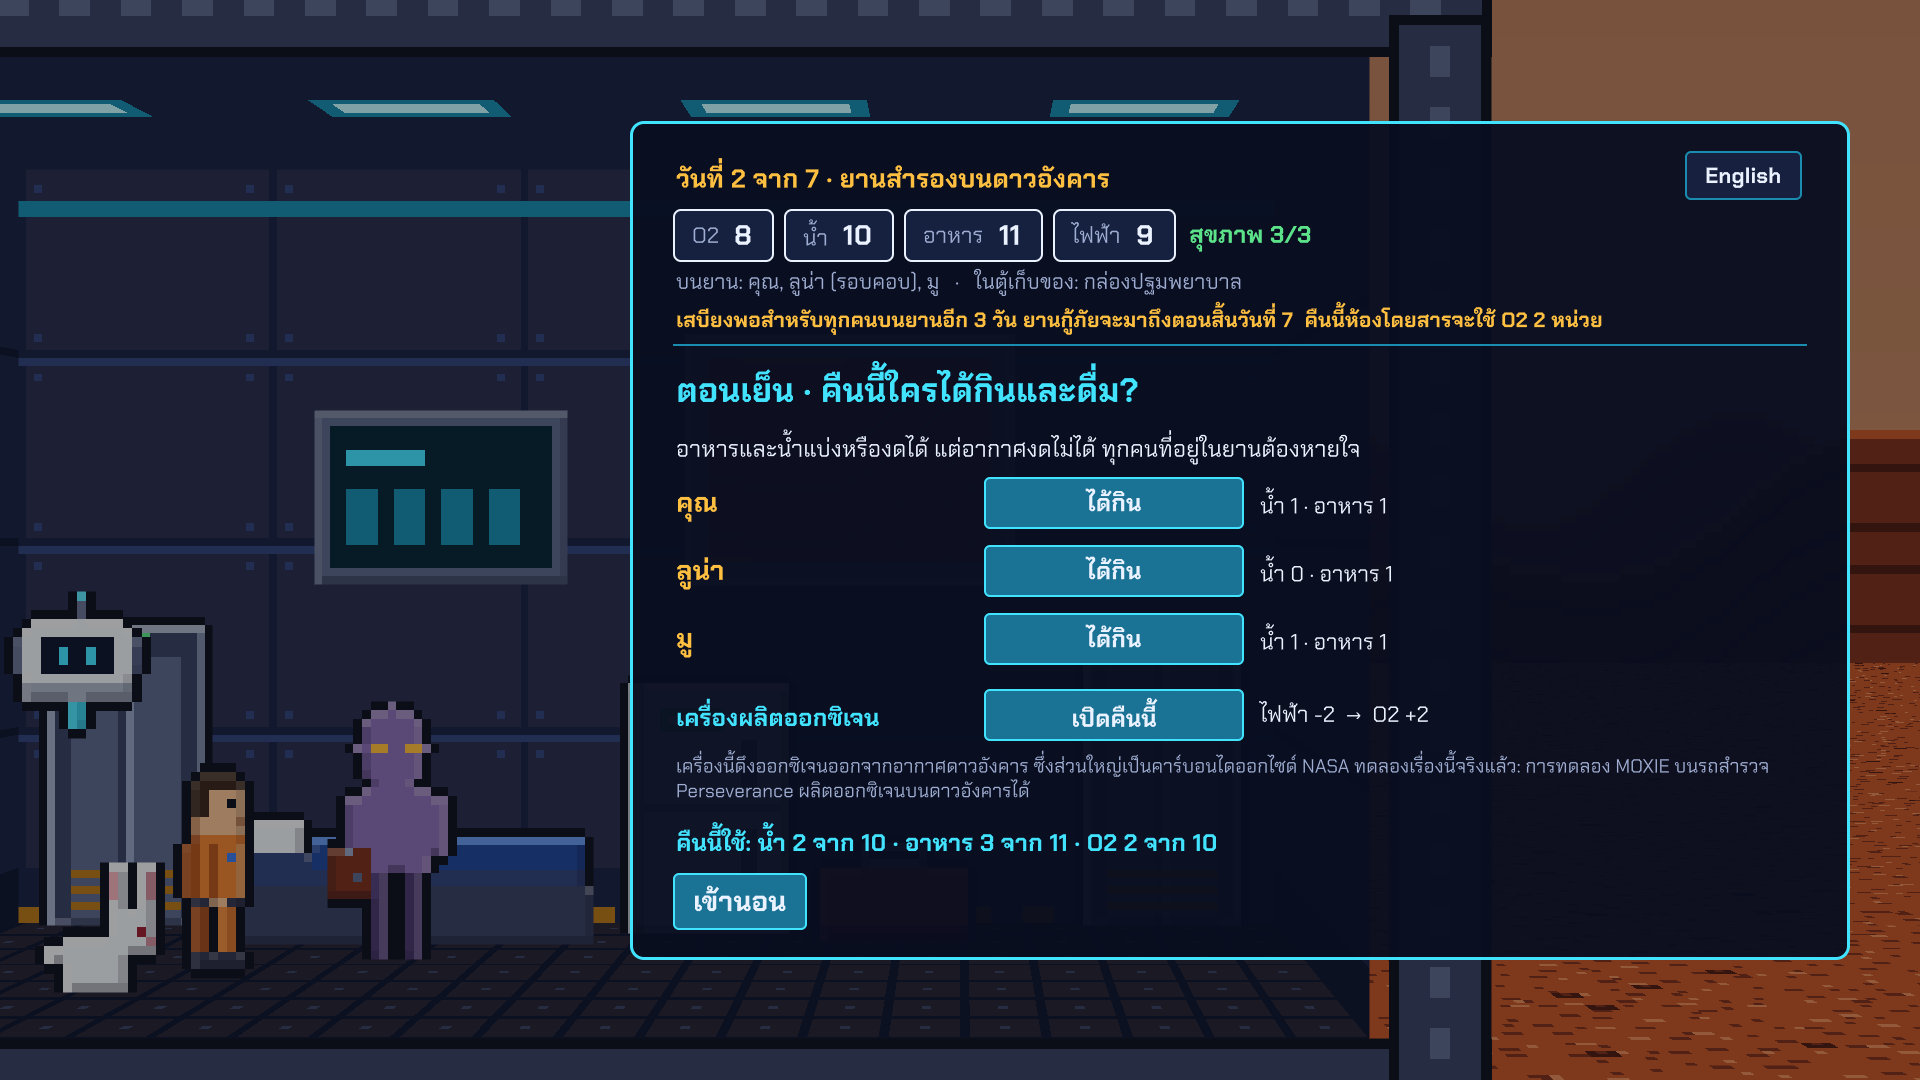 วันที่ 2 จาก 7 · ยานสำรองบนดาวอังคาร
English
O2 8 น้ำ 10 อาหาร 11 ไฟฟ้า 9 สุขภาพ 3/3
บนยาน: คุณ, ลูน่า (รอบคอบ), มู · ในตู้เก็บของ: กล่องปฐมพยาบาล
เสบียงพอสำหรับทุกคนบนยานอีก 3 วัน ยานกู้ภัยจะมาถึงตอนสิ้นวันที่ 7 คืนนี้ห้องโดยสารจะใช้ O2 2 หน่วย
ตอนเย็น · คืนนี้ใครได้กินและดื่ม?
อาหารและน้ำแบ่งหรืองดได้ แต่อากาศงดไม่ได้ ทุกคนที่อยู่ในยานต้องหายใจ
คุณ ได้กิน น้ำ 1 · อาหาร 1
ลูน่า ได้กิน น้ำ 0 · อาหาร 1
มู ได้กิน น้ำ 1 · อาหาร 1
เครื่องผลิตออกซิเจน เปิดคืนนี้ ไฟฟ้า -2 → O2 +2
เครื่องนี้ดึงออกซิเจนออกจากอากาศดาวอังคาร ซึ่งส่วนใหญ่เป็นคาร์บอนไดออกไซด์ NASA ทดลองเรื่องนี้จริงแล้ว: การทดลอง MOXIE บนรถสำรวจ
Perseverance ผลิตออกซิเจนบนดาวอังคารได้
คืนนี้ใช้: น้ำ 2 จาก 10 · อาหาร 3 จาก 11 · O2 2 จาก 10
เข้านอน